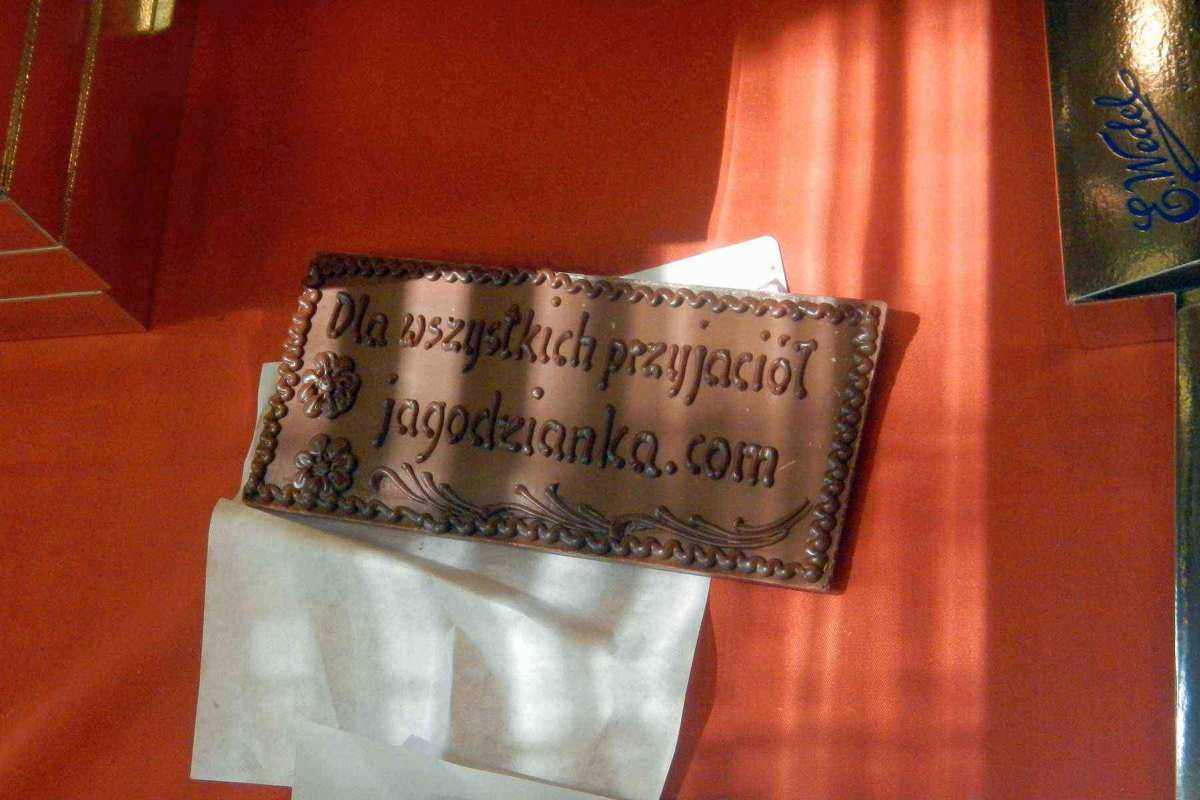 Dla wszystkich przyjaciół
jagodzianka.com
E. Wedel